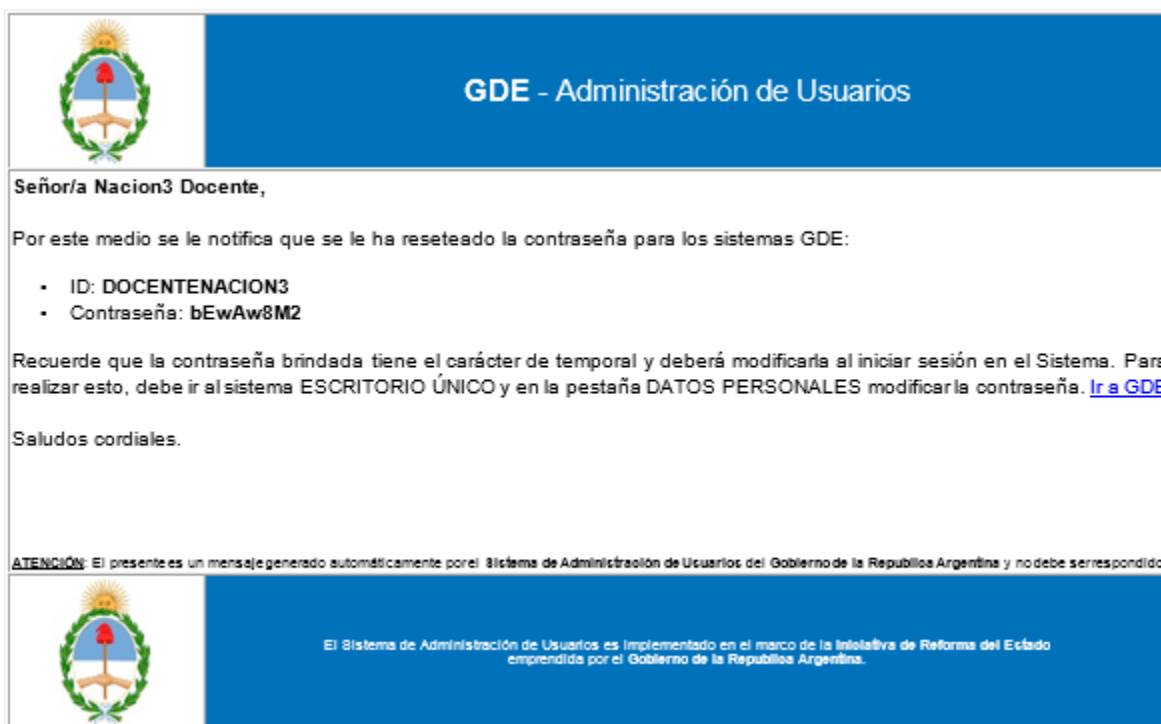 GDE - Administración de Usuarios
Señor/a Nacion3 Docente,
Por este medio se le notifica que se le ha reseteado la contraseña para los sistemas GDE:
▪ ID: DOCENTENACION3
▪ Contraseña: bEwAw8M2
Recuerde que la contraseña brindada tiene el carácter de temporal y deberá modificarla al iniciar sesión en el Sistema. Para
realizar esto, debe ir al sistema ESCRITORIO ÚNICO y en la pestaña DATOS PERSONALES modificar la contraseña. Ir a GDE
Saludos cordiales.
ATENCIÓN: El presente es un mensaje generado automáticamente por el Sistema de Administración de Usuarios del Gobierno de la Republica Argentina y no debe ser respondido
El Sistema de Administración de Usuarios es implementado en el marco de la Iniciativa de Reforma del Estado
emprendida por el Gobierno de la Republica Argentina.